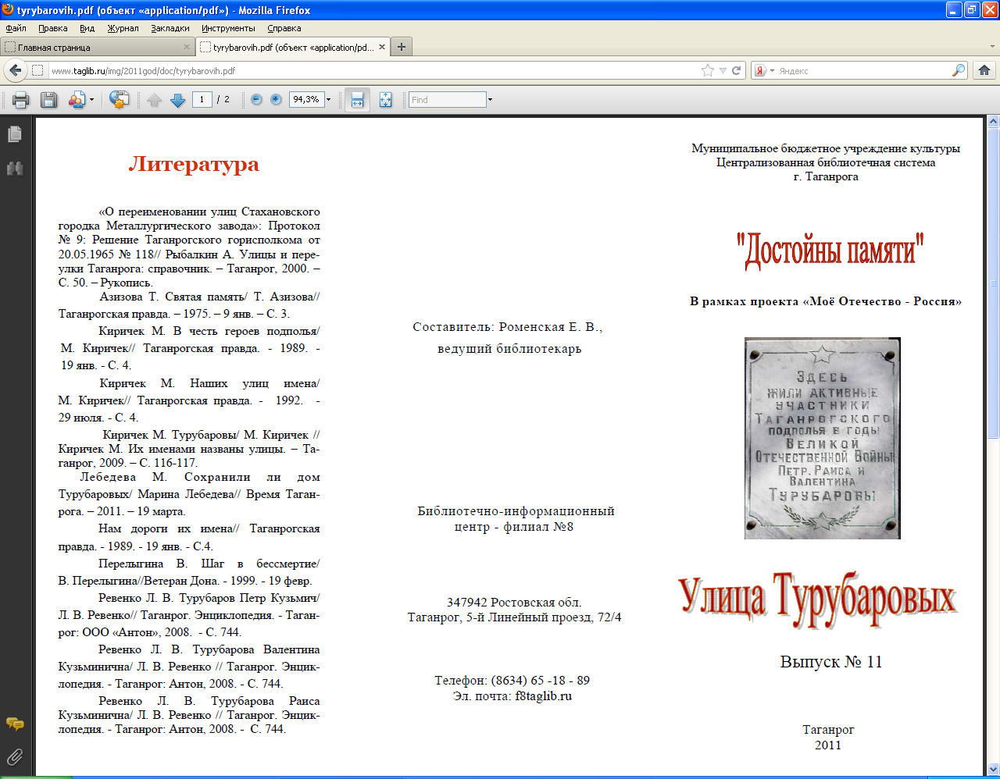 tyrybarovih.pdf (объект «application/pdf») - Mozilla Firefox
Файл Правка Вид Журнал Закладки Инструменты Справка
Главная страница
tyrybarovih.pdf (объект «application/pd...
www.taglib.ru/img/2011god/doc/tyrybarovih.pdf
Яндекс
1 / 2
94,3%
Find
Литература
«О переименовании улиц Стахановского
городка Металлургического завода»: Протокол
№ 9: Решение Таганрогского горисполкома от
20.05.1965 № 118// Рыбалкин А. Улицы и пере-
улки Таганрога: справочник. – Таганрог, 2000. –
С. 50. – Рукопись.
Азизова Т. Святая память/ Т. Азизова//
Таганрогская правда. – 1975. – 9 янв. – С. 3.
Киричек М. В честь героев подполья/
М. Киричек// Таганрогская правда. - 1989. -
19 янв. - С. 4.
Киричек М. Наших улиц имена/
М. Киричек// Таганрогская правда. - 1992. -
29 июля. - С. 4.
Киричек М. Турубаровы/ М. Киричек //
Киричек М. Их именами названы улицы. – Та-
ганрог, 2009. – С. 116-117.
Лебедева М. Сохранили ли дом
Турубаровых/ Марина Лебедева// Время Таган-
рога. – 2011. – 19 марта.
Нам дороги их имена// Таганрогская
правда. - 1989. - 19 янв. - С.4.
Перелыгина В. Шаг в бессмертие/
В. Перелыгина//Ветеран Дона. - 1999. - 19 февр.
Ревенко Л. В. Турубаров Петр Кузьмич/
Л. В. Ревенко// Таганрог. Энциклопедия. - Таган-
рог: ООО «Антон», 2008. - С. 744.
Ревенко Л. В. Турубарова Валентина
Кузьминична/ Л. В. Ревенко // Таганрог. Энцик-
лопедия. - Таганрог: Антон, 2008. - С. 744.
Ревенко Л. В. Турубарова Раиса
Кузьминична/ Л. В. Ревенко // Таганрог. Энцик-
лопедия. - Таганрог: Антон, 2008. - С. 744.
Составитель: Роменская Е. В.,
ведущий библиотекарь
Библиотечно-информационный
центр - филиал №8
347942 Ростовская обл.
Таганрог, 5-й Линейный проезд, 72/4
Телефон: (8634) 65 -18 - 89
Эл. почта: f8taglib.ru
Муниципальное бюджетное учреждение культуры
Централизованная библиотечная система
г. Таганрога
"Достойны памяти"
В рамках проекта «Моё Отечество - Россия»
Здесь
жили активные
участники
Таганрогского
подполья в годы
Великой
Отечественной Войны
Петр, Раиса и
Валентина
Турубаровы
Улица Турубаровых
Выпуск № 11
Таганрог
2011